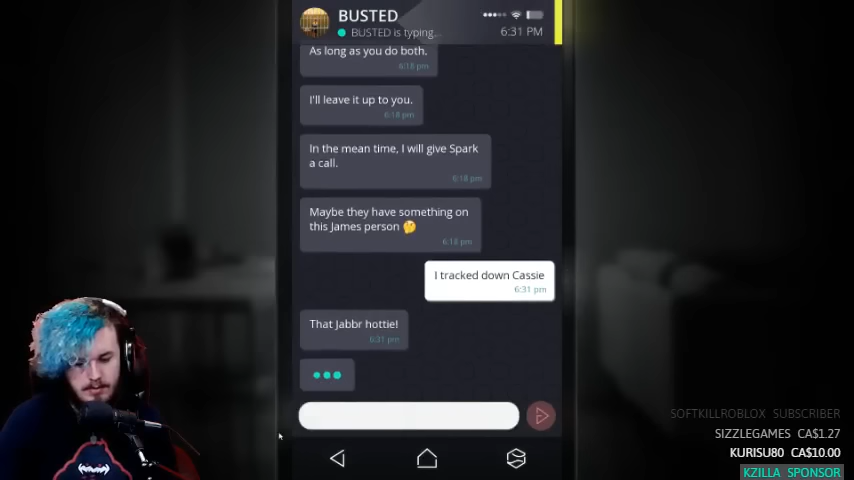 BUSTED
BUSTED is typing...
6:31 PM
As long as you do both.
6:18 pm
I'll leave it up to you.
6:18 pm
In the mean time, I will give Spark
a call.
6:18 pm
Maybe they have something on
this James person 🤔
6:18 pm
I tracked down Cassie
6:31 pm
That Jabbr hottie!
6:31 pm
SOFTKILLROBLOX SUBSCRIBER
SIZZLEGAMES CA$1.27
KURISU80 CA$10.00
KZILLA SPONSOR